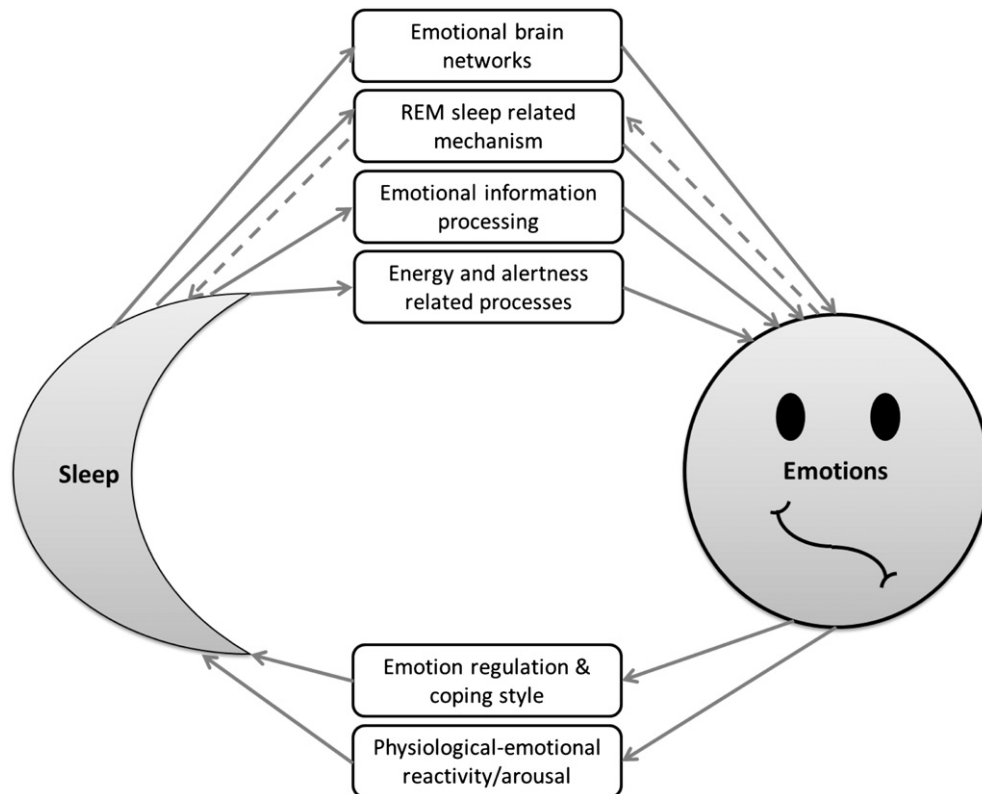 Emotional brain
networks
REM sleep related
mechanism
Emotional information
processing
Energy and alertness
related processes
Sleep
Emotions
Emotion regulation &
coping style
Physiological-emotional
reactivity/arousal